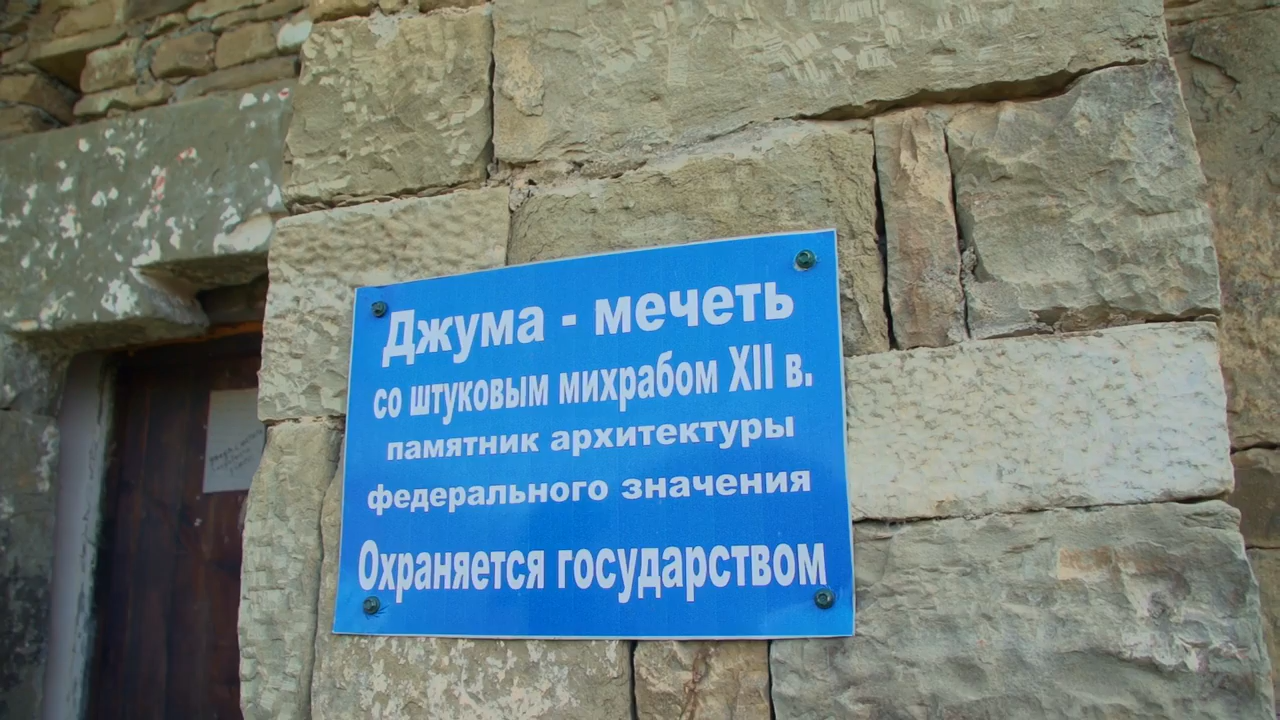 Джума - мечеть
со штуковым михрабом XII в.
памятник архитектуры
федерального значения
Охраняется государством